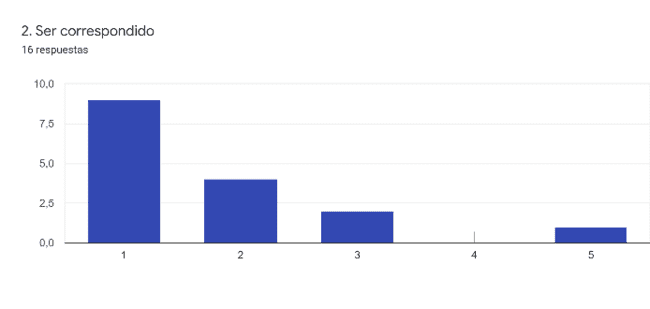 2. Ser correspondido
16 respuestas
10,0
7,5
5,0
2,5
0,0
1 2 3 4 5